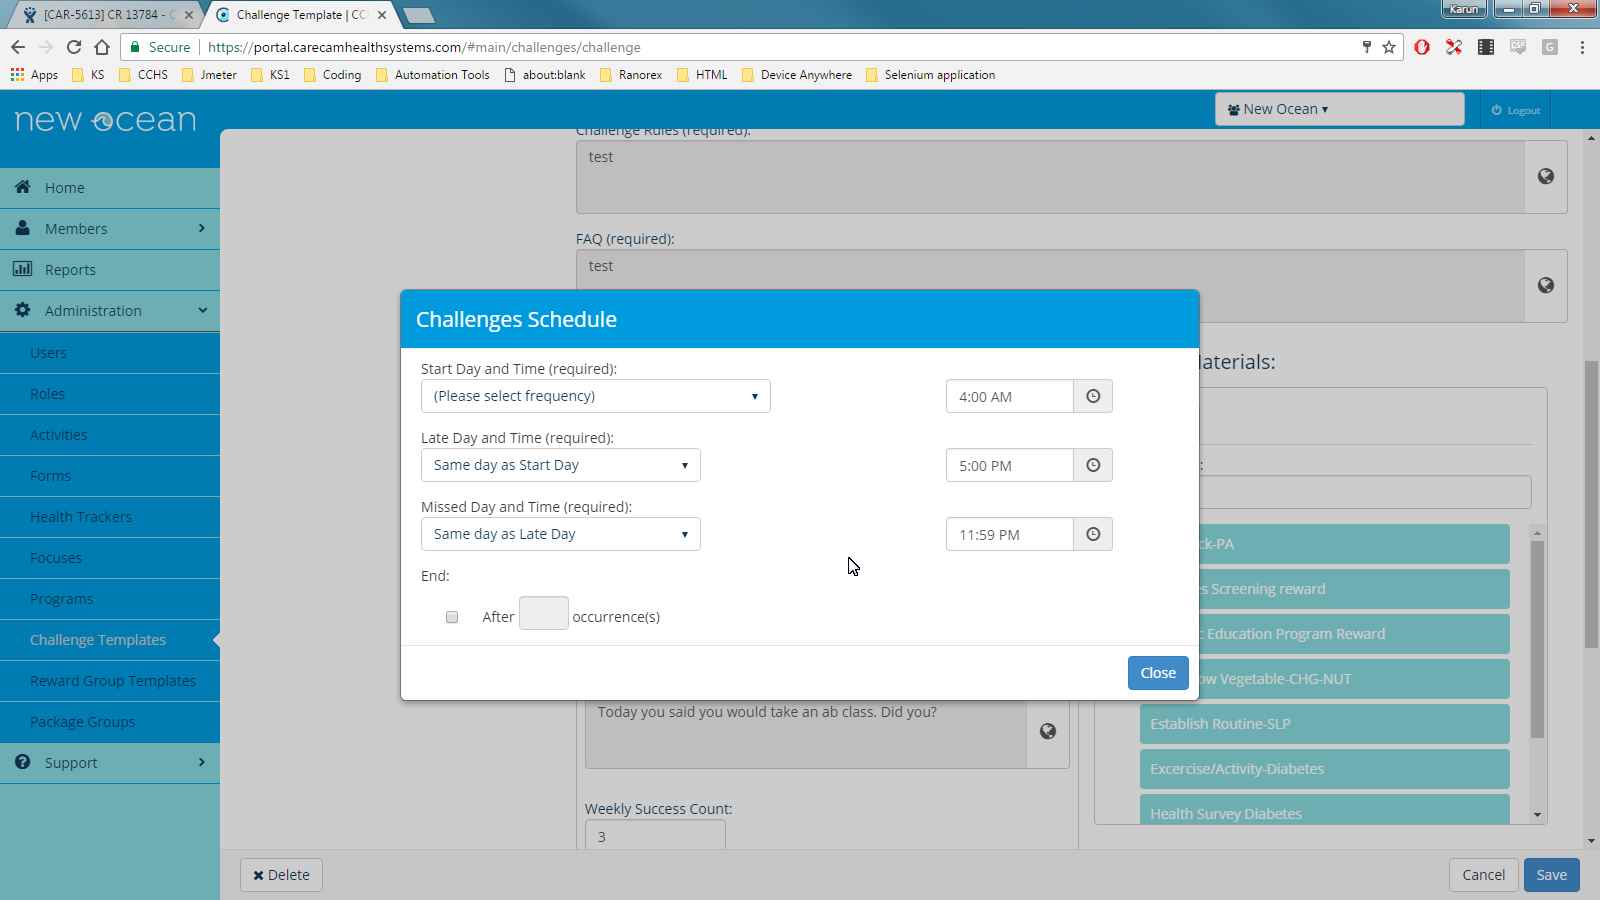 [CAR-5613] CR 13784 - C
Challenge Template | CC
Karun
Secure
https://portal.carecamhealthsystems.com/#main/challenges/challenge
Apps KS CCHS Jmeter KS1 Coding Automation Tools about:blank Ranorex HTML Device Anywhere Selenium application
new ocean
New Ocean
Logout
Home
Members
Reports
Administration
Users
Roles
Activities
Forms
Health Trackers
Focuses
Programs
Challenge Templates
Reward Group Templates
Package Groups
Support
Challenge Rules (required):
test
FAQ (required):
test
Challenges Schedule
Start Day and Time (required):
(Please select frequency) 4:00 AM
Late Day and Time (required):
Same day as Start Day 5:00 PM
Missed Day and Time (required):
Same day as Late Day 11:59 PM
End:
After occurrence(s)
Close
aterials:
:
ck-PA
s Screening reward
Education Program Reward
ow Vegetable-CHG-NUT
Establish Routine-SLP
Excercise/Activity-Diabetes
Health Survey Diabetes
Today you said you would take an ab class. Did you?
Weekly Success Count:
3
Delete
Cancel
Save